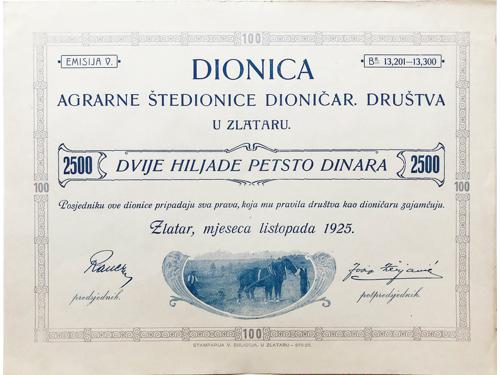 100
EMISIJA V.
Br. 13,201—13,300
DIONICA
AGRARNE ŠTEDIONICE DIONIČAR. DRUŠTVA
U ZLATARU.
2500 DVIJE HILJADE PETSTO DINARA 2500
100 100
Posjedniku ove dionice pripadaju sva prava, koja mu pravila društva kao dioničaru zajamčuju.
Zlatar, mjeseca listopada 1925.
predsjednik. potpredsjednik.
100